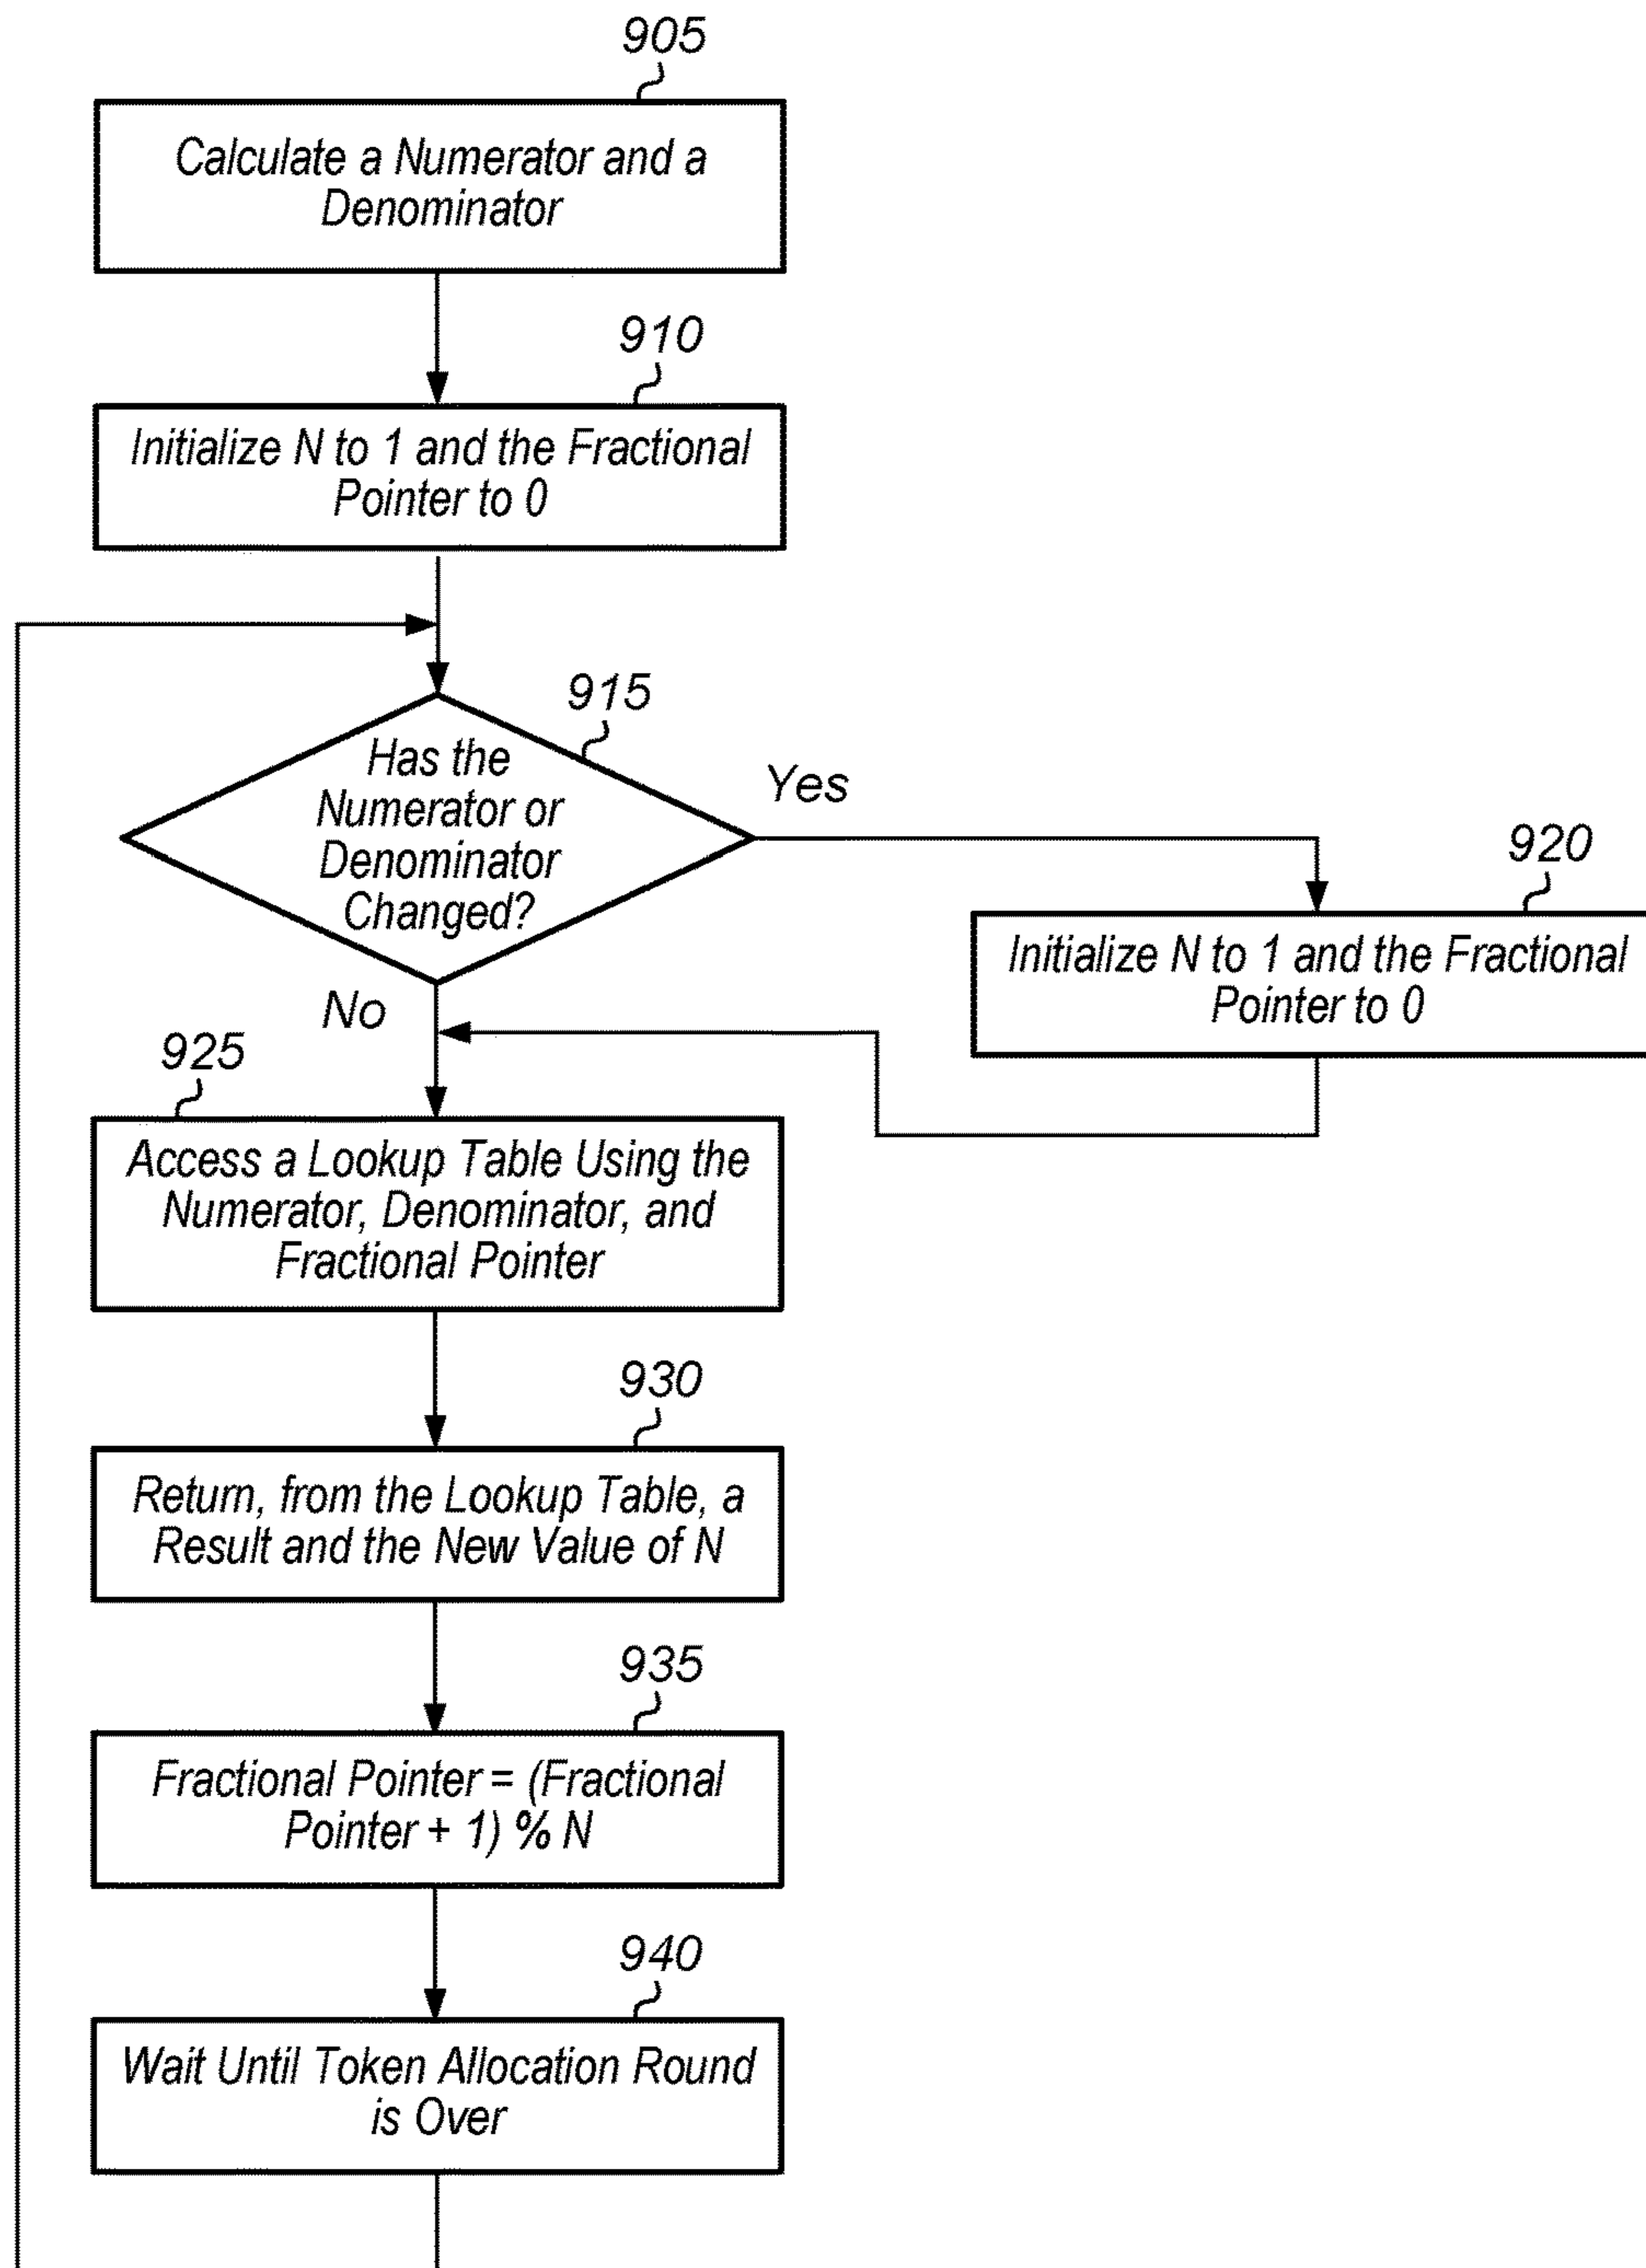 905
Calculate a Numerator and a
Denominator
910
Initialize N to 1 and the Fractional
Pointer to 0
915
Has the
Numerator or
Denominator
Changed?
Yes
920
Initialize N to 1 and the Fractional
Pointer to 0
No
925
Access a Lookup Table Using the
Numerator, Denominator, and
Fractional Pointer
930
Return, from the Lookup Table, a
Result and the New Value of N
935
Fractional Pointer = (Fractional
Pointer + 1) % N
940
Wait Until Token Allocation Round
is Over